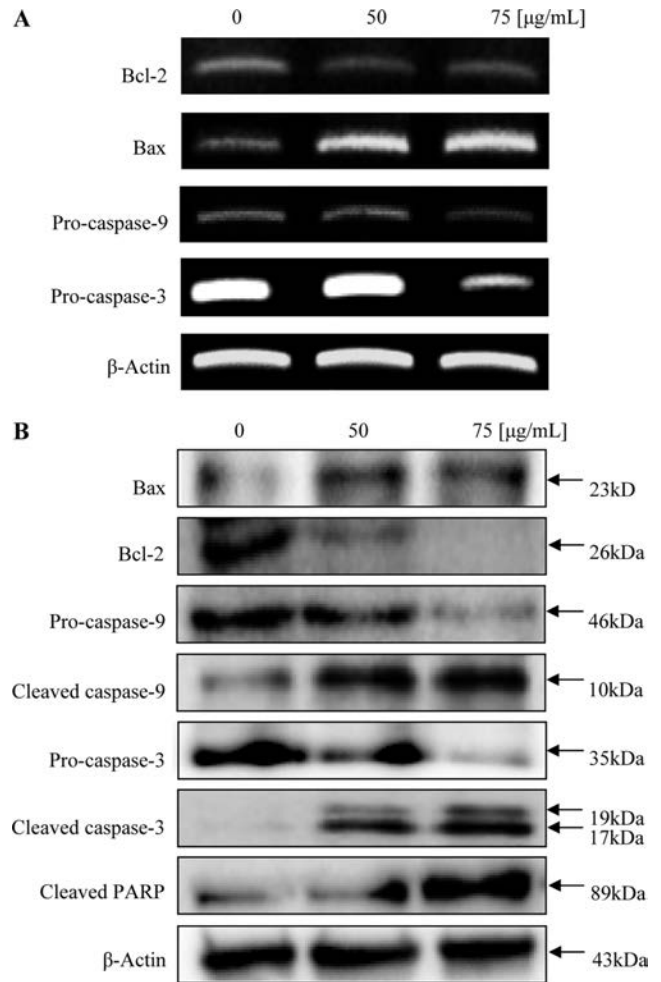 A
0 50 75 [μg/mL]
Bcl-2
Bax
Pro-caspase-9
Pro-caspase-3
β-Actin
B
0 50 75 [μg/mL]
Bax 23kD
Bcl-2 26kDa
Pro-caspase-9 46kDa
Cleaved caspase-9 10kDa
Pro-caspase-3 35kDa
Cleaved caspase-3 19kDa
17kDa
Cleaved PARP 89kDa
β-Actin 43kDa